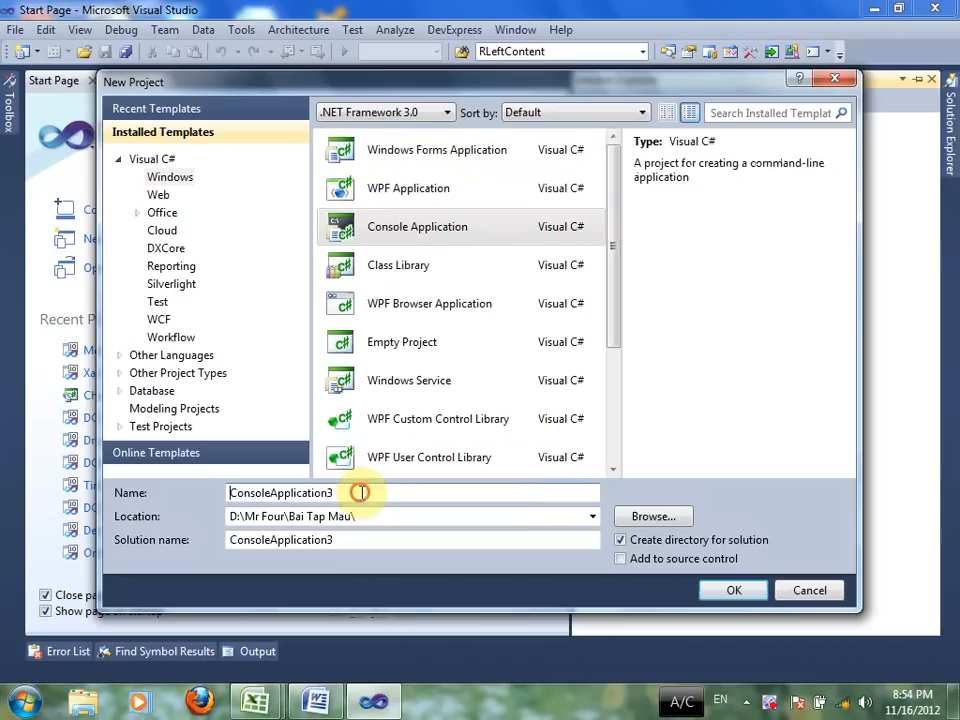 Start Page - Microsoft Visual Studio
File Edit View Debug Team Data Tools Architecture Test Analyze DevExpress Window Help
RLeftContent
Start Page
Toolbox
Solution Explorer
New Project
Recent Templates
Installed Templates
Visual C#
Windows
Web
Office
Cloud
DXCore
Reporting
Silverlight
Test
WCF
Workflow
Other Languages
Other Project Types
Database
Modeling Projects
Test Projects
Online Templates
.NET Framework 3.0 Sort by: Default Search Installed Templat
Windows Forms Application Visual C#
WPF Application Visual C#
Console Application Visual C#
Class Library Visual C#
WPF Browser Application Visual C#
Empty Project Visual C#
Windows Service Visual C#
WPF Custom Control Library Visual C#
WPF User Control Library Visual C#
Type: Visual C#
A project for creating a command-line
application
Name: ConsoleApplication3
Location: D:\Mr Four\Bai Tap Mau\ Browse...
Solution name: ConsoleApplication3
Create directory for solution
Add to source control
OK Cancel
Recent P
Close pa
Show page on startup
Error List Find Symbol Results Output
A/C EN 8:54 PM
11/16/2012